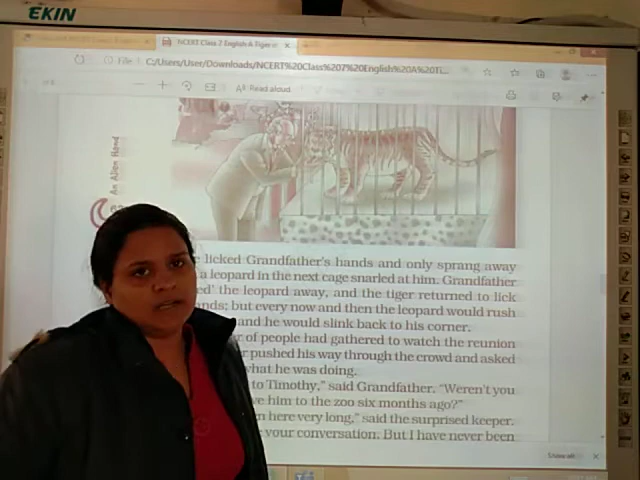 EKIN
NCERT Class 7 English A Tiger in
File
C:/Users/User/Downloads/NCERT%20Class%207%20English%20A%20Ti...
Read aloud
An Alien Hand
licked Grandfather's hands and only sprang away
a leopard in the next cage snarled at him. Grandfather
the leopard away, and the tiger returned to lick
but every now and then the leopard would rush
and he would slink back to his corner.
of people had gathered to watch the reunion
pushed his way through the crowd and asked
what he was doing.
to Timothy," said Grandfather. "Weren't you
him to the zoo six months ago?"
here very long," said the surprised keeper.
your conversation. But I have never been
Show all